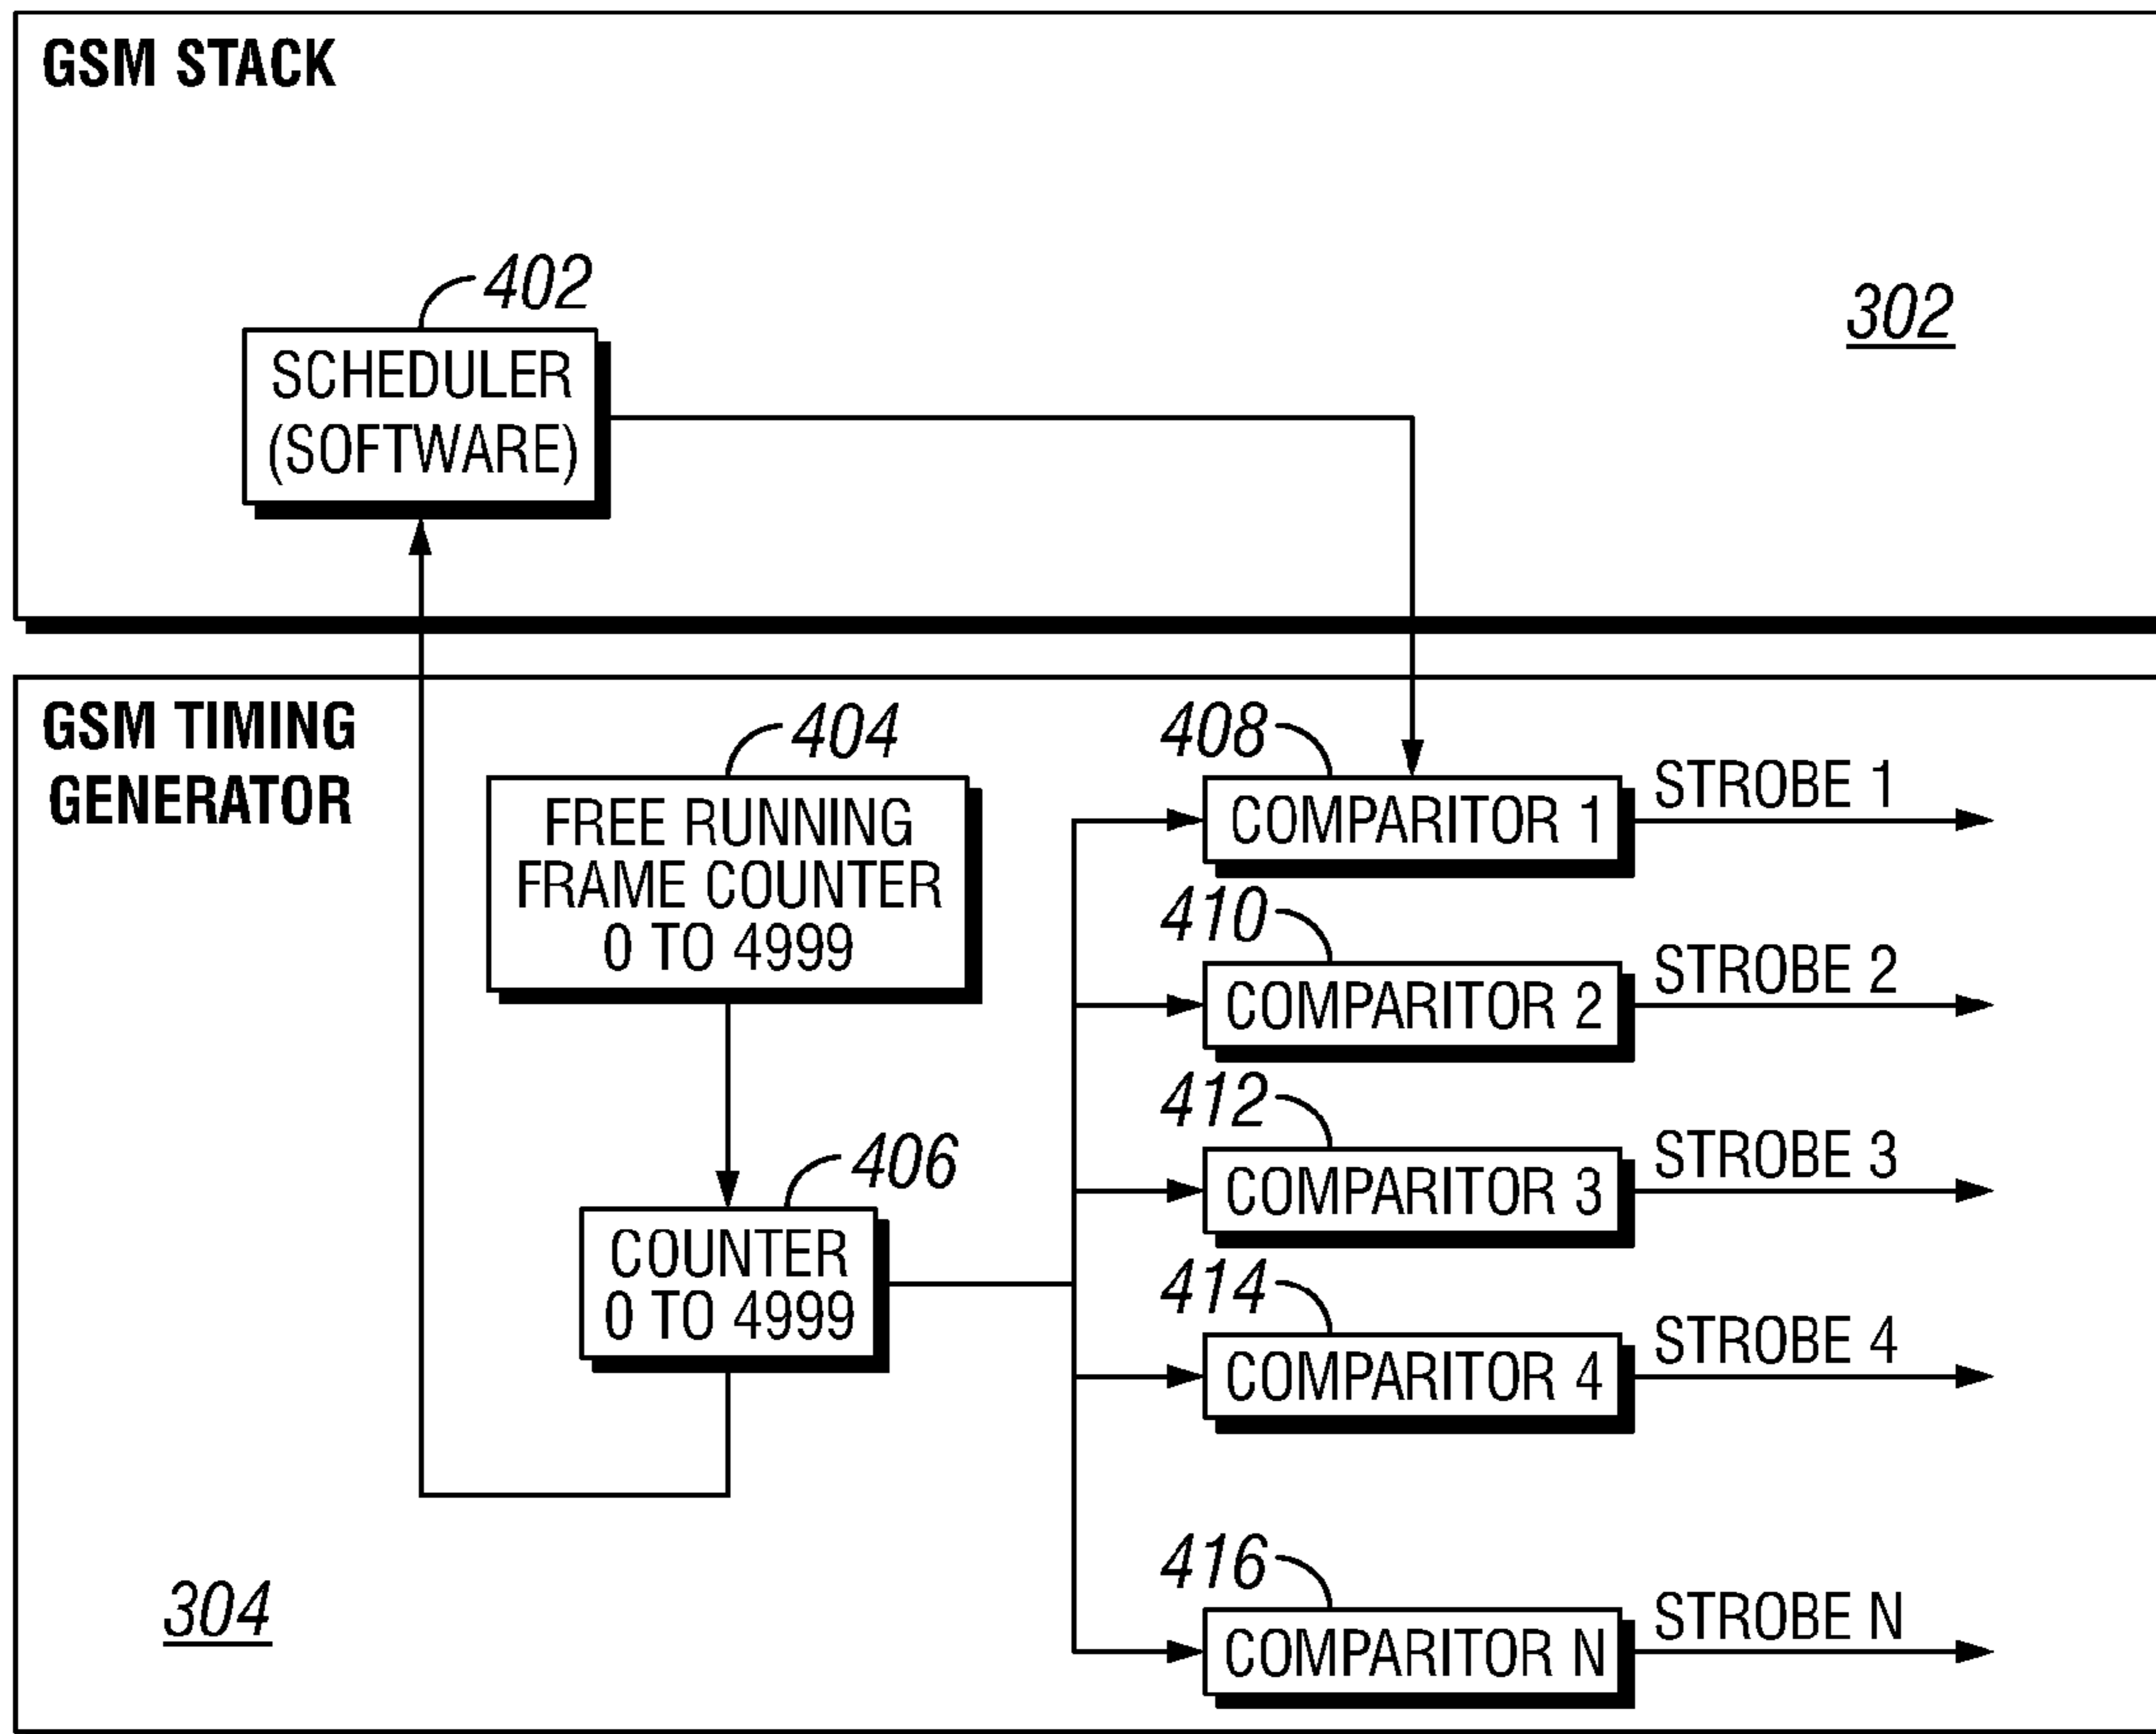 GSM STACK
402
302
SCHEDULER
(SOFTWARE)
GSM TIMING
GENERATOR
404
FREE RUNNING
FRAME COUNTER
0 TO 4999
406
COUNTER
0 TO 4999
408
COMPARITOR 1
STROBE 1
410
COMPARITOR 2
STROBE 2
412
COMPARITOR 3
STROBE 3
414
COMPARITOR 4
STROBE 4
416
COMPARITOR N
STROBE N
304